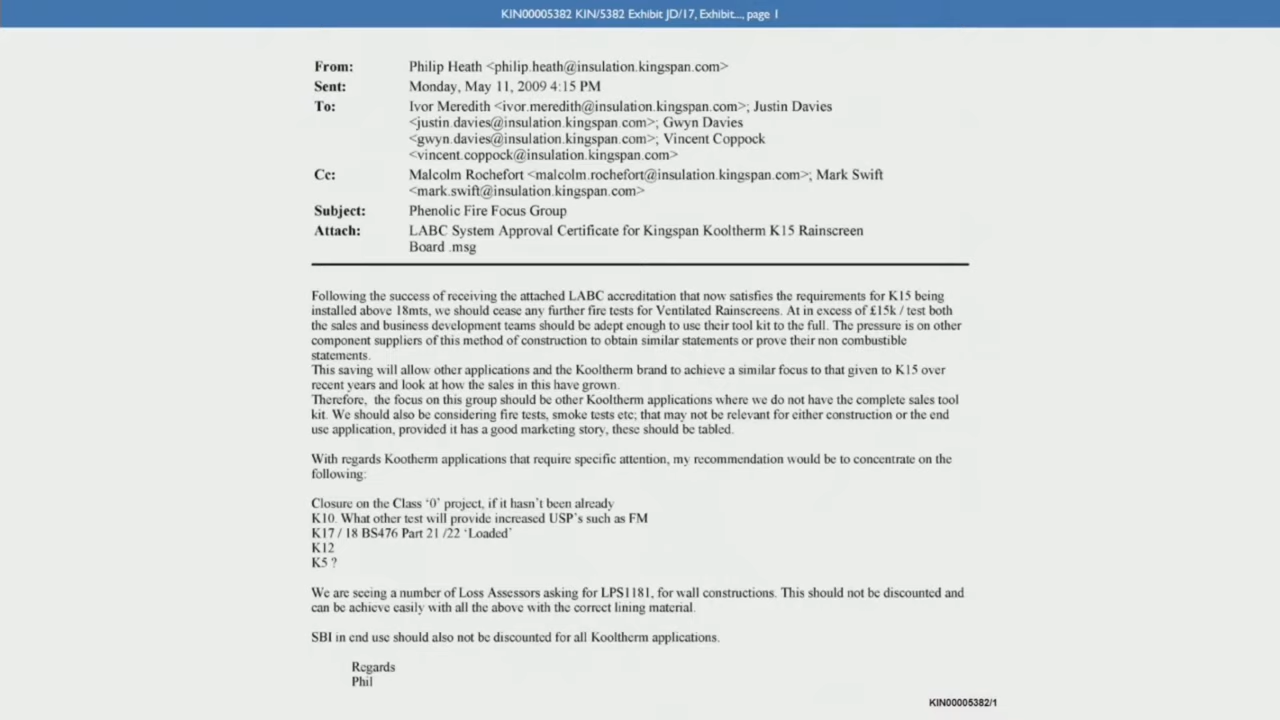 KIN00005382 KIN/5382 Exhibit JD/17, Exhibit..., page 1
From: Philip Heath <philip.heath@insulation.kingspan.com>
Sent: Monday, May 11, 2009 4:15 PM
To: Ivor Meredith <ivor.meredith@insulation.kingspan.com>; Justin Davies
<justin.davies@insulation.kingspan.com>; Gwyn Davies
<gwyn.davies@insulation.kingspan.com>; Vincent Coppock
<vincent.coppock@insulation.kingspan.com>
Cc: Malcolm Rochefort <malcolm.rochefort@insulation.kingspan.com>; Mark Swift
<mark.swift@insulation.kingspan.com>
Subject: Phenolic Fire Focus Group
Attach: LABC System Approval Certificate for Kingspan Kooltherm K15 Rainscreen
Board .msg
Following the success of receiving the attached LABC accreditation that now satisfies the requirements for K15 being
installed above 18mts, we should cease any further fire tests for Ventilated Rainscreens. At in excess of £15k / test both
the sales and business development teams should be adept enough to use their tool kit to the full. The pressure is on other
component suppliers of this method of construction to obtain similar statements or prove their non combustible
statements.
This saving will allow other applications and the Kooltherm brand to achieve a similar focus to that given to K15 over
recent years and look at how the sales in this have grown.
Therefore, the focus on this group should be other Kooltherm applications where we do not have the complete sales tool
kit. We should also be considering fire tests, smoke tests etc; that may not be relevant for either construction or the end
use application, provided it has a good marketing story, these should be tabled.
With regards Kootherm applications that require specific attention, my recommendation would be to concentrate on the
following:
Closure on the Class ‘0’ project, if it hasn’t been already
K10. What other test will provide increased USP’s such as FM
K17 / 18 BS476 Part 21 /22 ‘Loaded’
K12
K5 ?
We are seeing a number of Loss Assessors asking for LPS1181, for wall constructions. This should not be discounted and
can be achieve easily with all the above with the correct lining material.
SBI in end use should also not be discounted for all Kooltherm applications.
Regards
Phil
KIN00005382/1